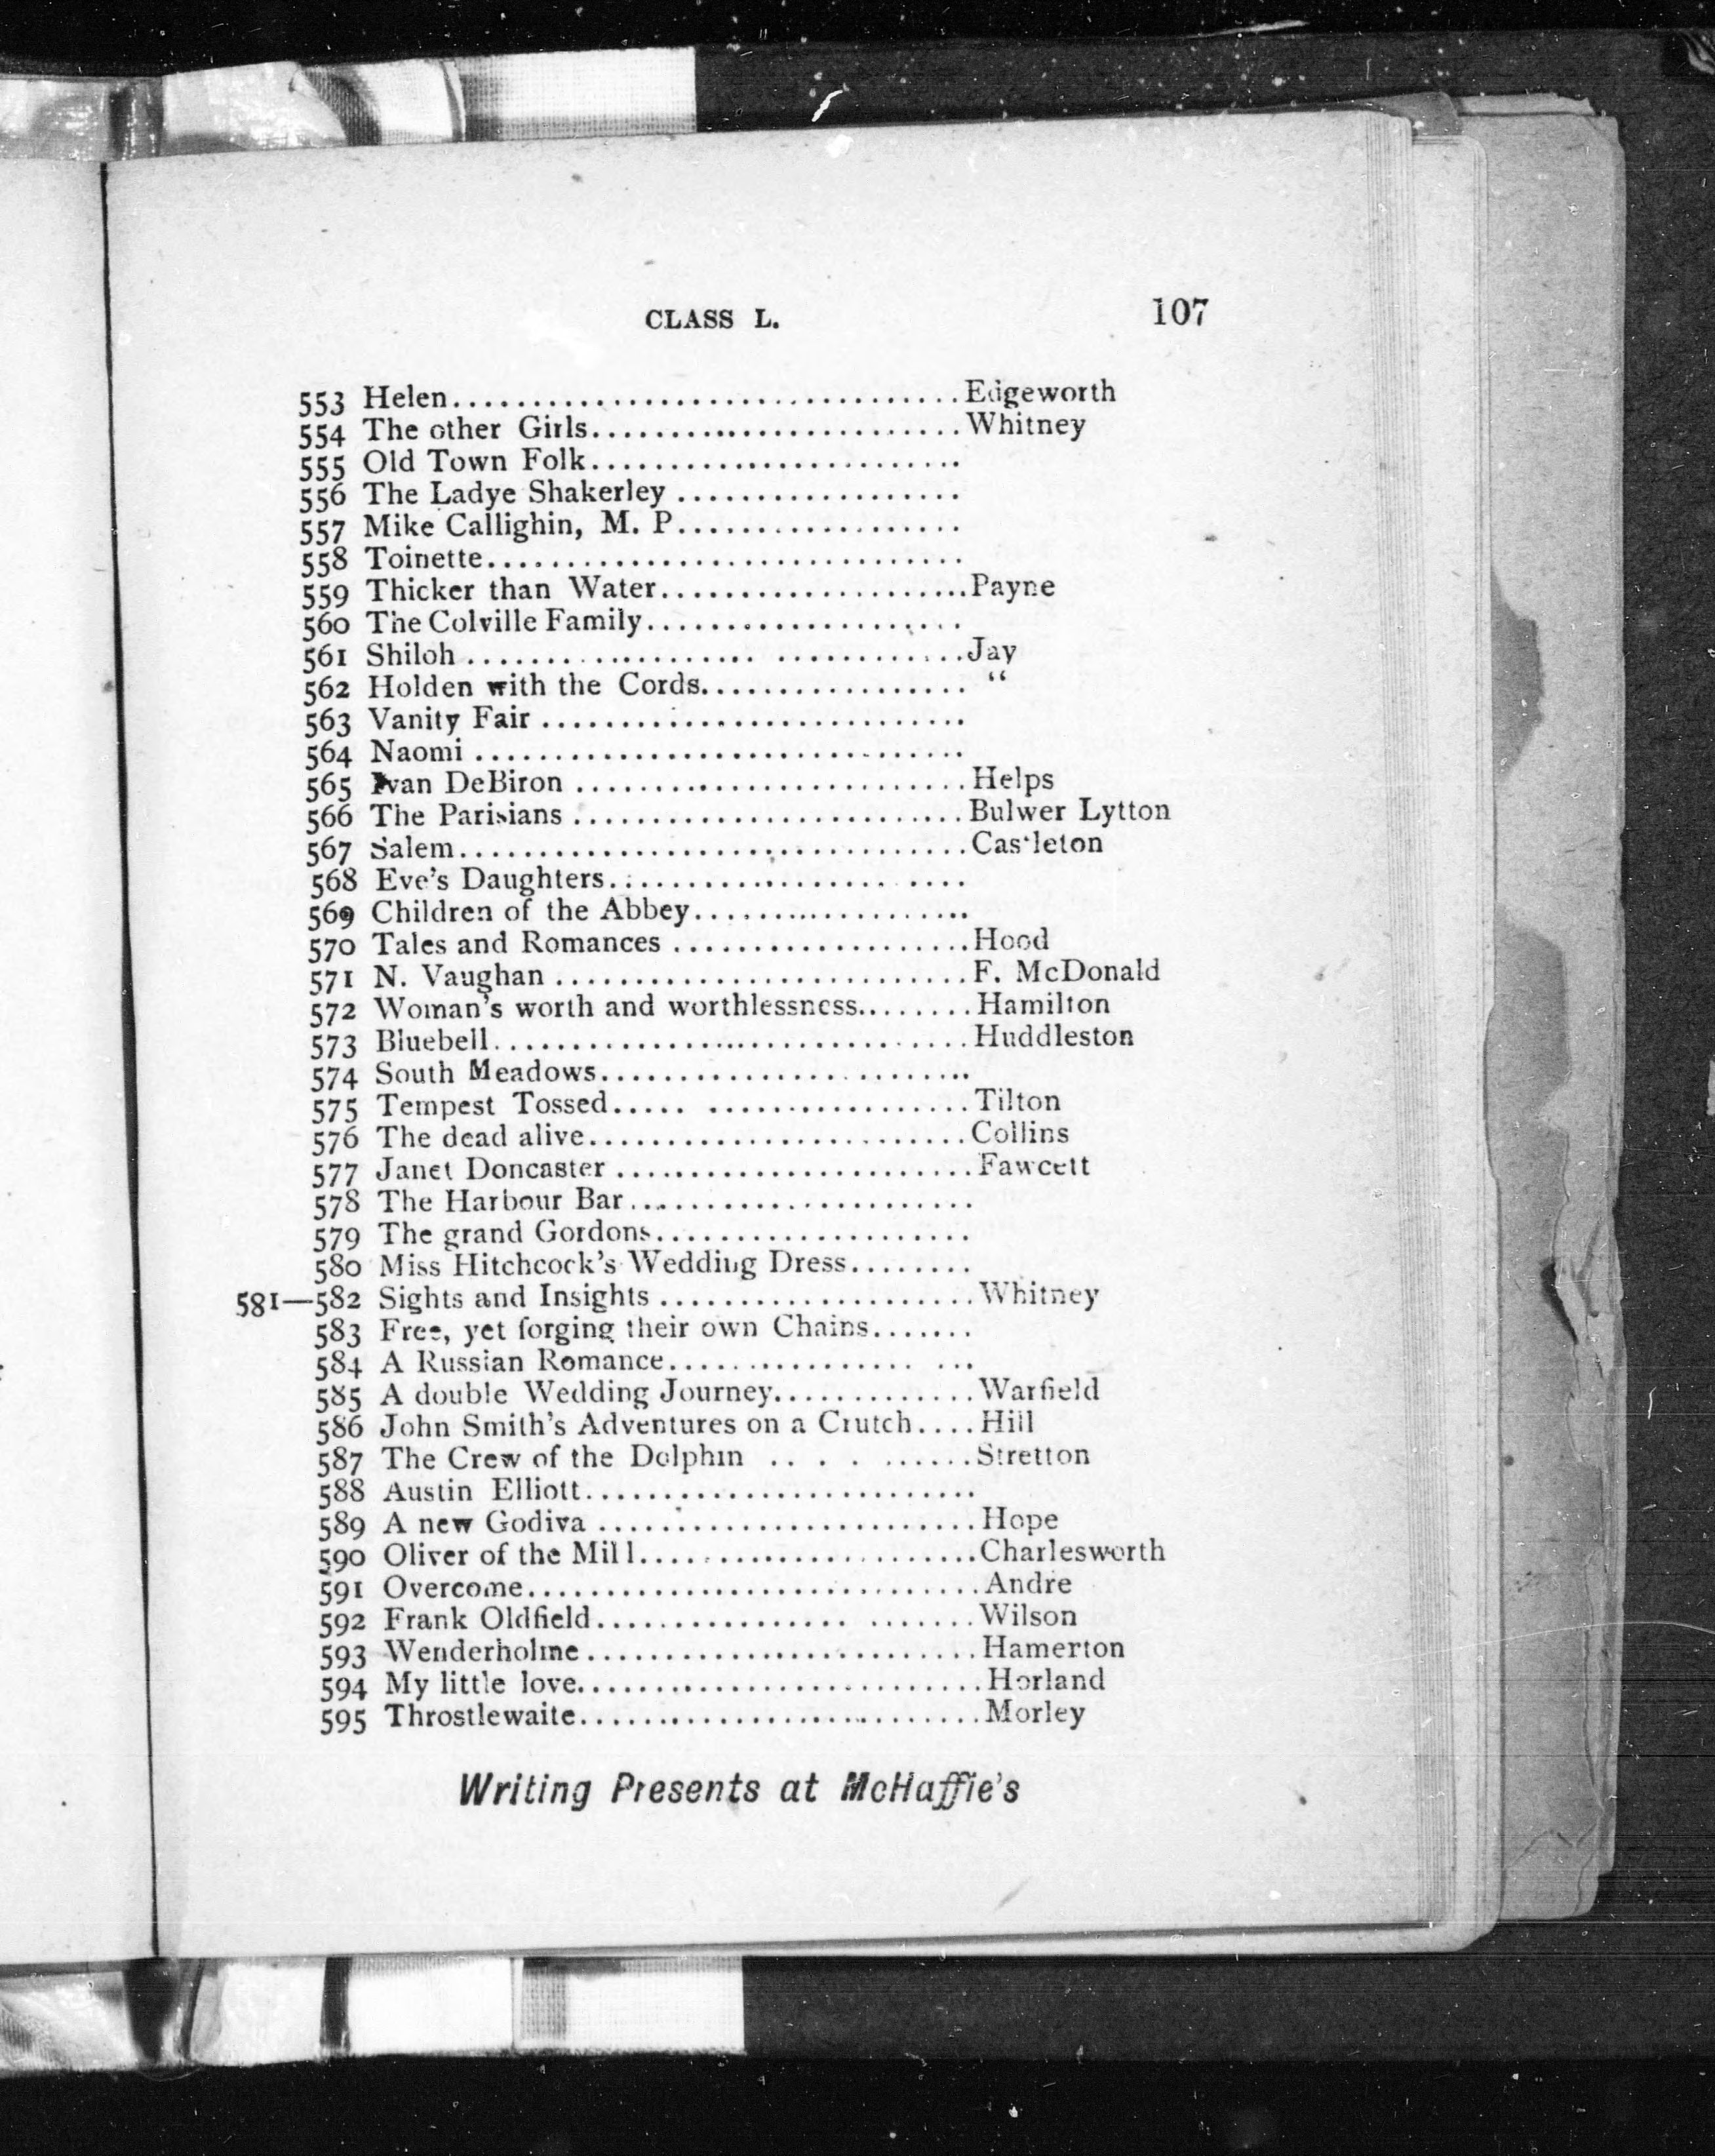 CLASS L. 107
553 Helen................................Edgeworth
554 The other Girls........................Whitney
555 Old Town Folk........................
556 The Ladye Shakerley ..................
557 Mike Callighin, M. P..................
558 Toinette..............................
559 Thicker than Water....................Payne
560 The Colville Family....................
561 Shiloh ..............................Jay
562 Holden with the Cords................. “
563 Vanity Fair ...........................
564 Naomi ...............................
565 Ivan DeBiron .........................Helps
566 The Parisians .........................Bulwer Lytton
567 Salem................................Castleton
568 Eve's Daughters.......................
569 Children of the Abbey..................
570 Tales and Romances ...................Hood
571 N. Vaughan ..........................F. McDonald
572 Woman's worth and worthlessness........Hamilton
573 Bluebell..............................Huddleston
574 South Meadows........................
575 Tempest Tossed..... .................Tilton
576 The dead alive........................Collins
577 Janet Doncaster .......................Fawcett
578 The Harbour Bar......................
579 The grand Gordons....................
580 Miss Hitchcock's Wedding Dress........
581—582 Sights and Insights ....................Whitney
583 Free, yet forging their own Chains.......
584 A Russian Romance................ ...
585 A double Wedding Journey.............Warfield
586 John Smith's Adventures on a Crutch....Hill
587 The Crew of the Dolphin .. . . ......Stretton
588 Austin Elliott.........................
589 A new Godiva ........................Hope
590 Oliver of the Mill......................Charlesworth
591 Overcome.............................Andre
592 Frank Oldfield................ .......Wilson
593 Wenderholme .........................Hamerton
594 My little love..........................Horland
595 Throstlewaite..........................Morley
Writing Presents at McHaffie's